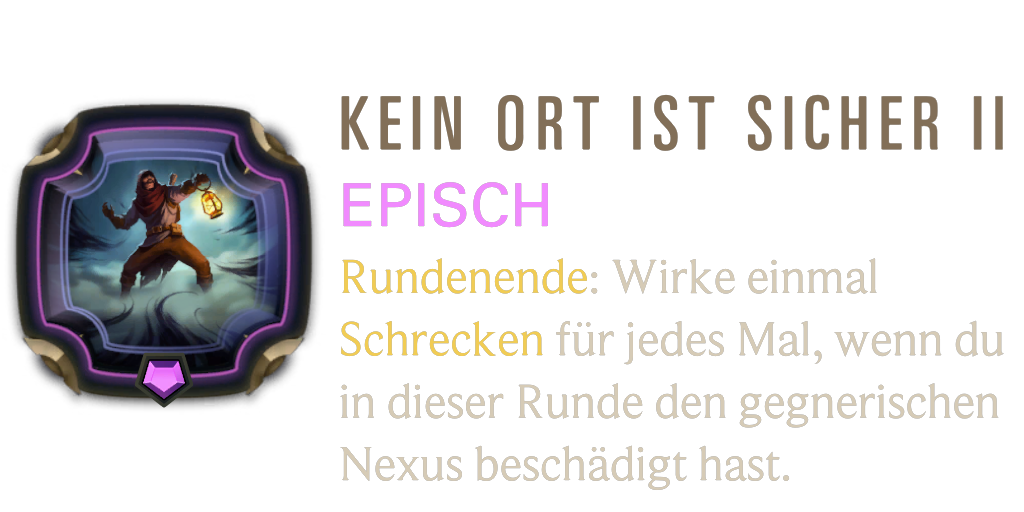 KEIN ORT IST SICHER II
EPISCH
Rundenende: Wirke einmal
Schrecken für jedes Mal, wenn du
in dieser Runde den gegnerischen
Nexus beschädigt hast.